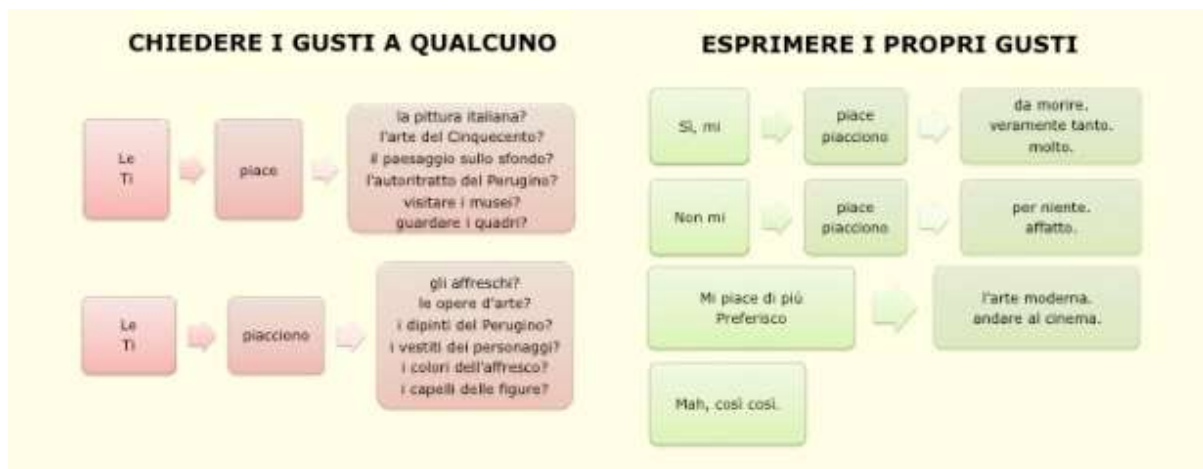 CHIEDERE I GUSTI A QUALCUNO
Le
Ti
piace
la pittura italiana?
l'arte del Cinquecento?
il paesaggio sullo sfondo?
l'autoritratto del Perugino?
visitare i musei?
guardare i quadri?
Le
Ti
piacciono
gli affreschi?
le opere d'arte?
i dipinti del Perugino?
i vestiti dei personaggi?
i colori dell'affresco?
i capelli delle figure?
ESPRIMERE I PROPRI GUSTI
Sì, mi
piace
piacciono
da morire.
veramente tanto.
molto.
Non mi
piace
piacciono
per niente.
affatto.
Mi piace di più
Preferisco
l'arte moderna.
andare al cinema.
Mah, così così.